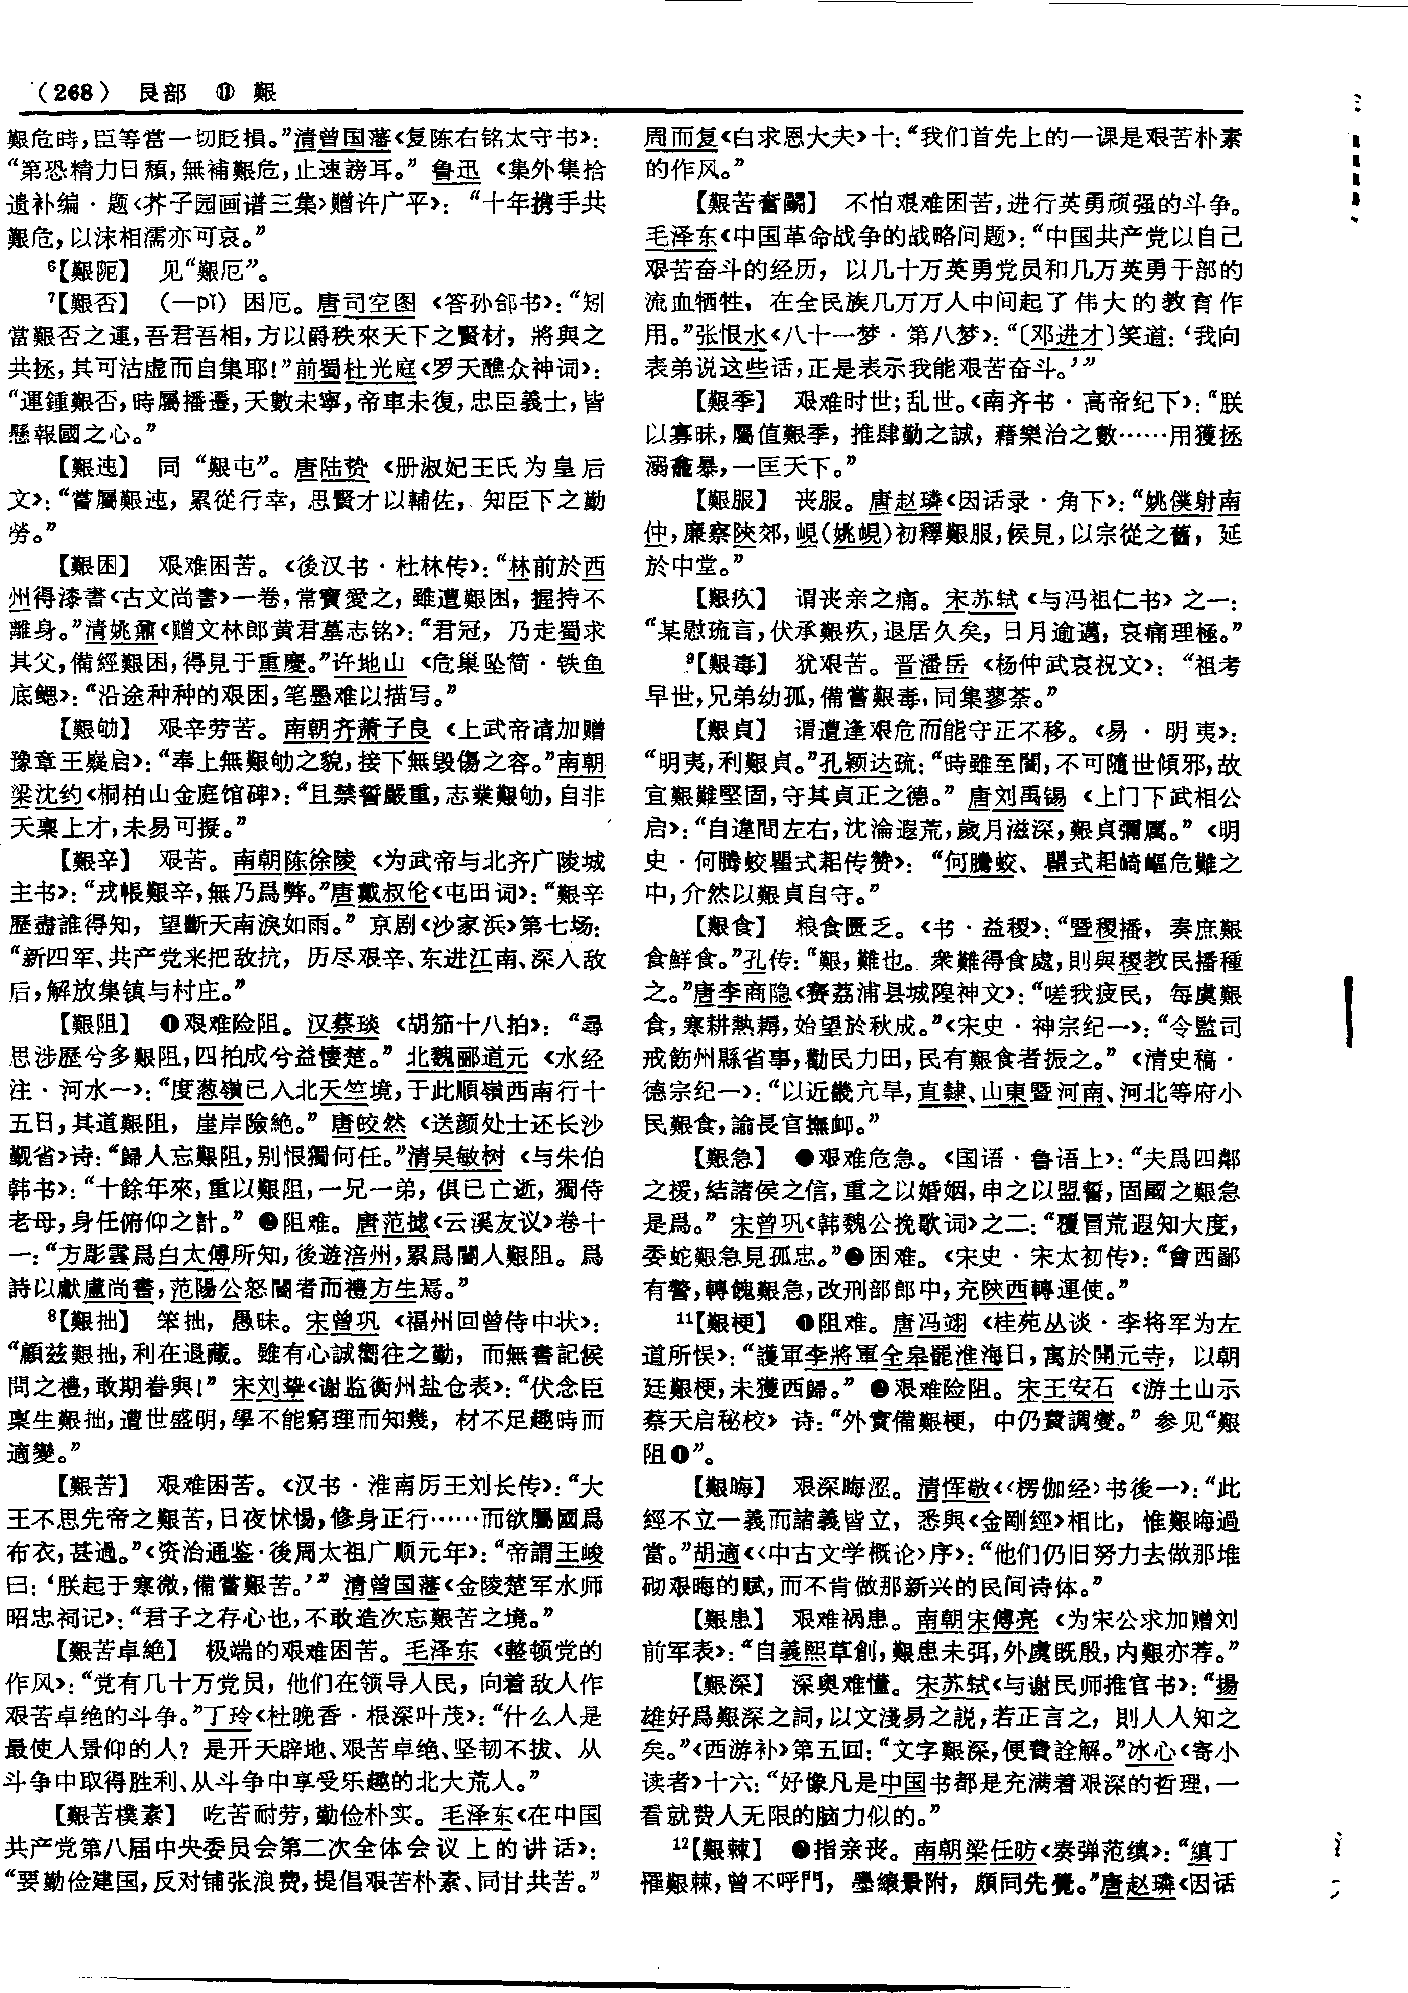 （268） 艮部 ⑪ 艱
艱危時，臣等當一切貶損。”清曾国藩《复陈右铭太守书》：
“第恐精力日頹，無補艱危，止速謗耳。” 鲁迅《集外集拾
遗补编·题〈芥子园画谱三集〉赠许广平》：“十年携手共
艱危，以沫相濡亦可哀。”
⁶【艱阨】 见“艱厄”。
⁷【艱否】 （—pǐ）困厄。唐司空图《答孙郃书》：“矧
當艱否之運，吾君吾相，方以爵秩來天下之賢材，將與之
共拯，其可沽虚而自集耶！”前蜀杜光庭《罗天醮众神词》：
“運鍾艱否，時屬播遷，天數未寧，帝車未復，忠臣義士，皆
懸報國之心。”
【艱迍】 同“艱屯”。唐陆贽《册淑妃王氏为皇后
文》：“嘗屬艱迍，累從行幸，思賢才以輔佐，知臣下之勤
勞。”
【艱困】 艰难困苦。《後汉书·杜林传》：“林前於西
州得漆書《古文尚書》一卷，常寶愛之，雖遭艱困，握持不
離身。”清姚鼐《赠文林郎黄君墓志铭》：“君冠，乃走蜀求
其父，備經艱困，得見于重慶。”许地山《危巢坠简·铁鱼
底鳃》：“沿途种种的艰困，笔墨难以描写。”
【艱劬】 艰辛劳苦。南朝齐萧子良《上武帝请加赠
豫章王嶷启》：“奉上無艱劬之貌，接下無毁傷之容。”南朝
梁沈约《桐柏山金庭馆碑》：“且禁誓嚴重，志業艱劬，自非
天稟上才，未易可擬。”
【艱辛】 艰苦。南朝陈徐陵《为武帝与北齐广陵城
主书》：“戎帳艱辛，無乃爲弊。”唐戴叔伦《屯田词》：“艱辛
歷盡誰得知，望斷天南淚如雨。”京剧《沙家浜》第七场：
“新四军、共产党来把敌抗，历尽艰辛、东进江南、深入敌
后，解放集镇与村庄。”
【艱阻】 ❶艰难险阻。汉蔡琰《胡笳十八拍》：“尋
思涉歷兮多艱阻，四拍成兮益悽楚。” 北魏郦道元《水经
注·河水一》：“度葱嶺已入北天竺境，于此順嶺西南行十
五日，其道艱阻，崖岸險絶。” 唐皎然《送颜处士还长沙
觐省》诗：“歸人忘艱阻，别恨獨何任。”清吴敏树《与朱伯
韩书》：“十餘年來，重以艱阻，一兄一弟，俱已亡逝，獨侍
老母，身任俯仰之計。” ❷阻难。唐范摅《云溪友议》卷十
一：“方彫雲爲白太傅所知，後遊涪州，累爲閽人艱阻。爲
詩以獻盧尚書，范陽公怒閽者而禮方生焉。”
⁸【艱拙】 笨拙，愚昧。宋曾巩《福州回曾侍中状》：
“顧兹艱拙，利在退藏。雖有心誠嚮往之勤，而無書記候
問之禮，敢期眷與！” 宋刘挚《谢监衡州盐仓表》：“伏念臣
稟生艱拙，遭世盛明，學不能窮理而知幾，材不足趣時而
適變。”
【艱苦】 艰难困苦。《汉书·淮南厉王刘长传》：“大
王不思先帝之艱苦，日夜怵惕，修身正行……而欲屬國爲
布衣，甚過。”《资治通鉴·後周太祖广顺元年》：“帝謂王峻
曰：‘朕起于寒微，備嘗艱苦。’” 清曾国藩《金陵楚军水师
昭忠祠记》：“君子之存心也，不敢造次忘艱苦之境。”
【艱苦卓絶】 极端的艰难困苦。毛泽东《整顿党的
作风》：“党有几十万党员，他们在领导人民，向着敌人作
艰苦卓绝的斗争。”丁玲《杜晚香·根深叶茂》：“什么人是
最使人景仰的人？是开天辟地、艰苦卓绝、坚韧不拔、从
斗争中取得胜利、从斗争中享受乐趣的北大荒人。”
【艱苦樸素】 吃苦耐劳，勤俭朴实。毛泽东《在中国
共产党第八届中央委员会第二次全体会议上的讲话》：
“要勤俭建国，反对铺张浪费，提倡艰苦朴素、同甘共苦。”
周而复《白求恩大夫》十：“我们首先上的一课是艰苦朴素
的作风。”
【艱苦奮鬭】 不怕艰难困苦，进行英勇顽强的斗争。
毛泽东《中国革命战争的战略问题》：“中国共产党以自己
艰苦奋斗的经历，以几十万英勇党员和几万英勇干部的
流血牺牲，在全民族几万万人中间起了伟大的教育作
用。”张恨水《八十一梦·第八梦》：“〔邓进才〕笑道：‘我向
表弟说这些话，正是表示我能艰苦奋斗。’”
【艱季】 艰难时世；乱世。《南齐书·高帝纪下》：“朕
以寡昧，屬值艱季，推肆勤之誠，藉樂治之數……用獲拯
溺龕暴，一匡天下。”
【艱服】 丧服。唐赵璘《因话录·角下》：“姚僕射南
仲，廉察陝郊，峴（姚峴）初釋艱服，候見，以宗從之舊，延
於中堂。”
【艱疚】 谓丧亲之痛。宋苏轼《与冯祖仁书》之一：
“某慰疏言，伏承艱疚，退居久矣，日月逾邁，哀痛理極。”
⁹【艱毒】 犹艰苦。晋潘岳《杨仲武哀祝文》：“祖考
早世，兄弟幼孤，備嘗艱毒，同集蓼荼。”
【艱貞】 谓遭逢艰危而能守正不移。《易·明夷》：
“明夷，利艱貞。”孔颖达疏：“時雖至闇，不可隨世傾邪，故
宜艱難堅固，守其貞正之德。” 唐刘禹锡《上门下武相公
启》：“自違間左右，沈淪遐荒，歲月滋深，艱貞彌厲。”《明
史·何腾蛟瞿式耜传赞》：“何騰蛟、瞿式耜崎嶇危難之
中，介然以艱貞自守。”
【艱食】 粮食匮乏。《书·益稷》：“暨稷播，奏庶艱
食鮮食。”孔传：“艱，難也。衆難得食處，則與稷教民播種
之。”唐李商隐《赛荔浦县城隍神文》：“嗟我疲民，每虞艱
食，寒耕熱耨，始望於秋成。”《宋史·神宗纪一》：“令監司
戒飭州縣省事，勸民力田，民有艱食者振之。”《清史稿·
德宗纪一》：“以近畿亢旱，直隸、山東暨河南、河北等府小
民艱食，諭長官撫卹。”
【艱急】 ❶艰难危急。《国语·鲁语上》：“夫爲四鄰
之援，結諸侯之信，重之以婚姻，申之以盟誓，固國之艱急
是爲。” 宋曾巩《韩魏公挽歌词》之二：“覆冒荒遐知大度，
委蛇艱急見孤忠。”❷困难。《宋史·宋太初传》：“會西鄙
有警，轉餽艱急，改刑部郎中，充陝西轉運使。”
¹¹【艱梗】 ❶阻难。唐冯翊《桂苑丛谈·李将军为左
道所悮》：“護軍李將軍全皋罷淮海日，寓於開元寺，以朝
廷艱梗，未獲西歸。” ❷艰难险阻。宋王安石《游土山示
蔡天启秘校》诗：“外實備艱梗，中仍費調燮。” 参见“艱
阻❶”。
【艱晦】 艰深晦涩。清恽敬《〈楞伽经〉书後一》：“此
經不立一義而諸義皆立，悉與《金剛經》相比，惟艱晦過
當。”胡適《〈中古文学概论〉序》：“他们仍旧努力去做那堆
砌艰晦的赋，而不肯做那新兴的民间诗体。”
【艱患】 艰难祸患。南朝宋傅亮《为宋公求加赠刘
前军表》：“自義熙草創，艱患未弭，外虞既殷，内艱亦荐。”
【艱深】 深奥难懂。宋苏轼《与谢民师推官书》：“揚
雄好爲艱深之詞，以文淺易之説，若正言之，則人人知之
矣。”《西游补》第五回：“文字艱深，便費詮解。”冰心《寄小
读者》十六：“好像凡是中国书都是充满着艰深的哲理，一
看就费人无限的脑力似的。”
¹²【艱棘】 ❶指亲丧。南朝梁任昉《奏弹范缜》：“縝丁
罹艱棘，曾不呼門，墨縗景附，頗同先覺。”唐赵璘《因话